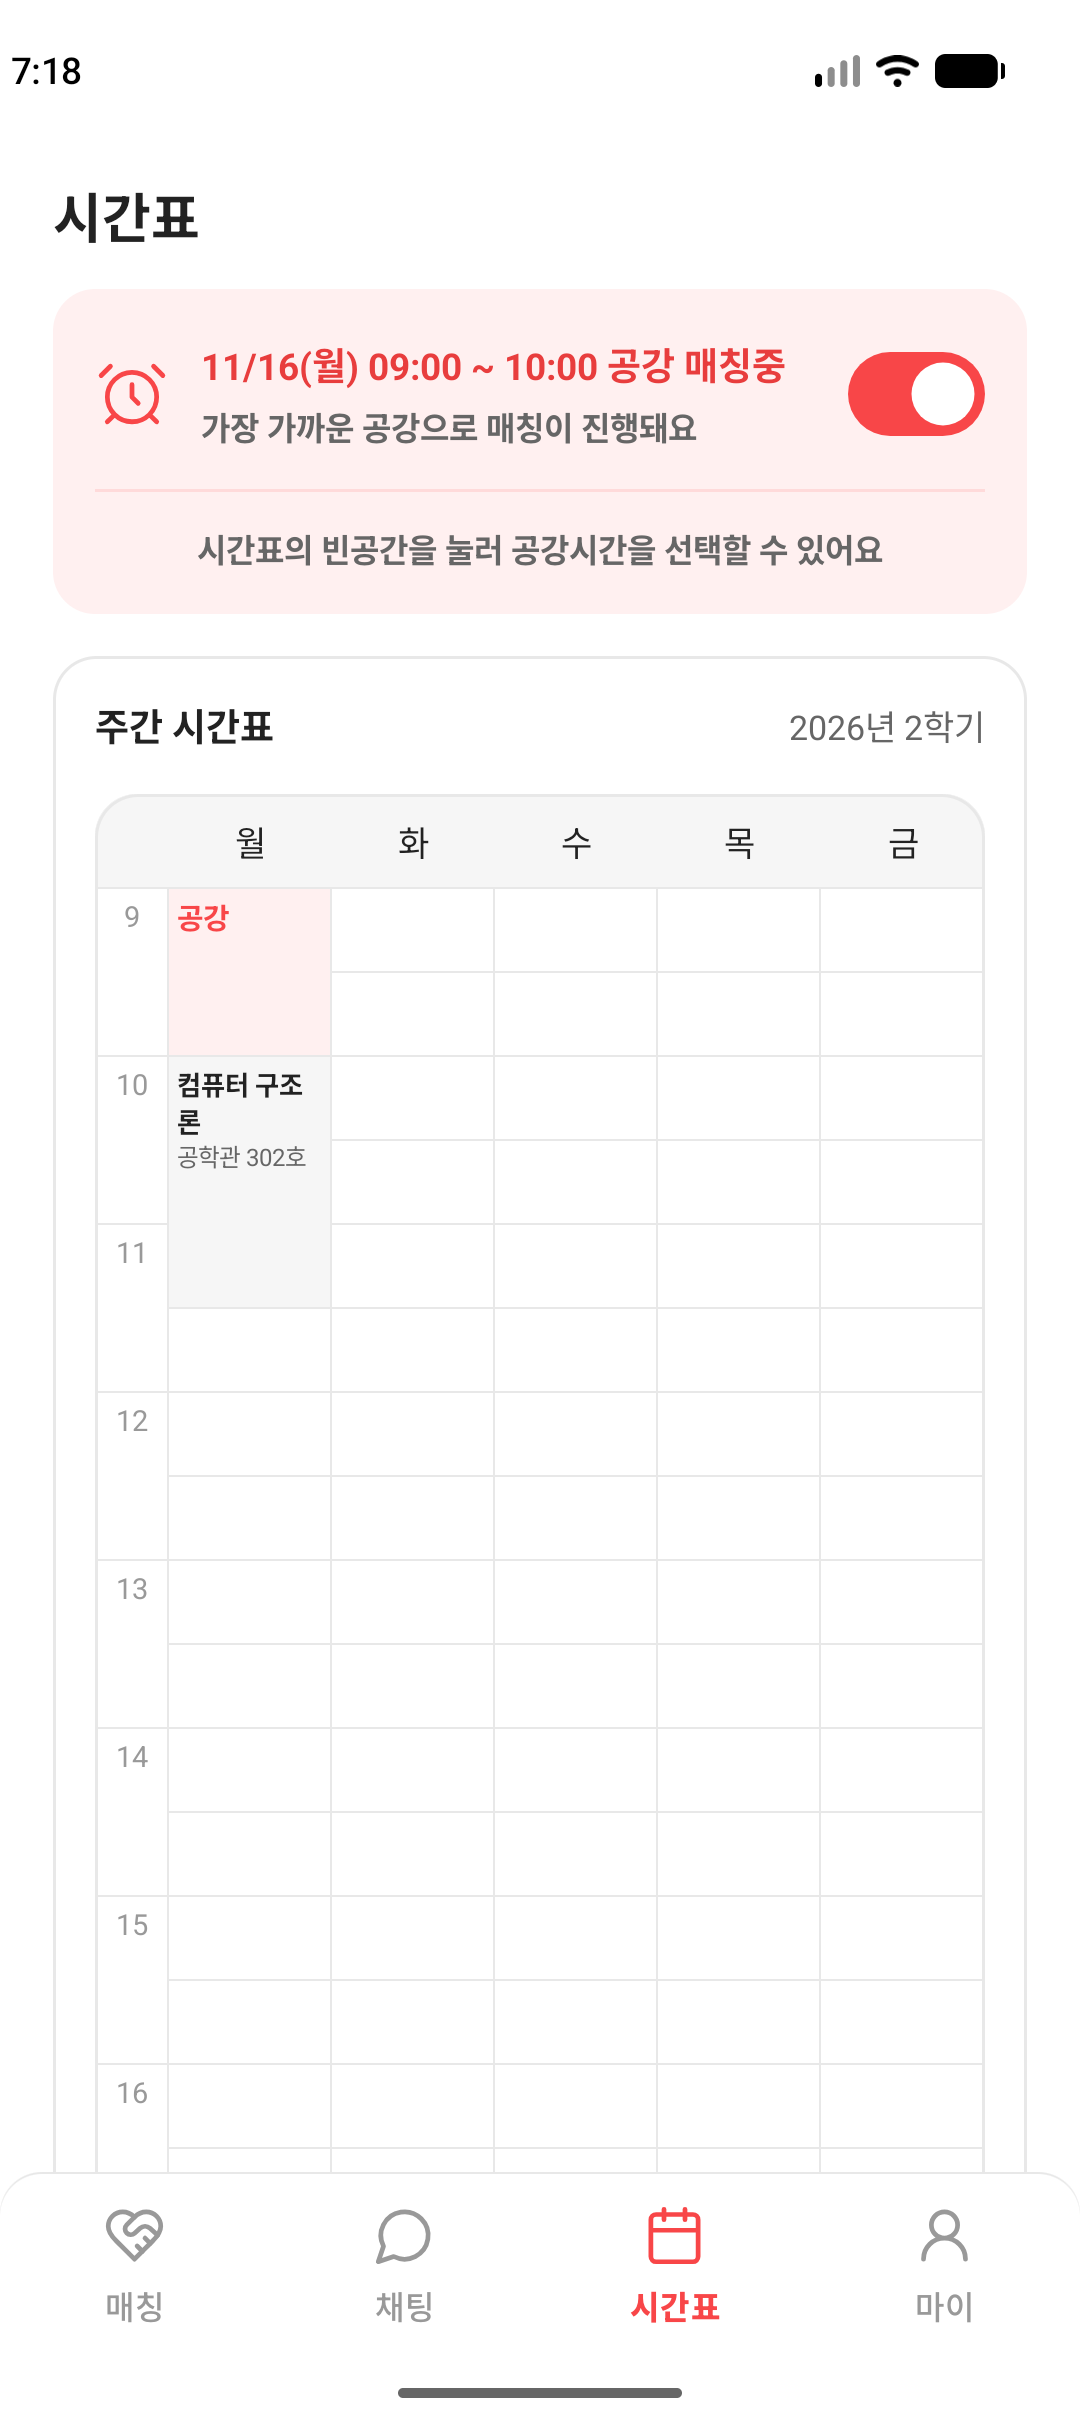 7:18
시간표
11/16(월) 09:00 ~ 10:00 공강 매칭중
가장 가까운 공강으로 매칭이 진행돼요
시간표의 빈공간을 눌러 공강시간을 선택할 수 있어요
주간 시간표
2026년 2학기
월 화 수 목 금
9
공강
10
컴퓨터 구조
론
공학관 302호
11
12
13
14
15
16
매칭 채팅 시간표 마이